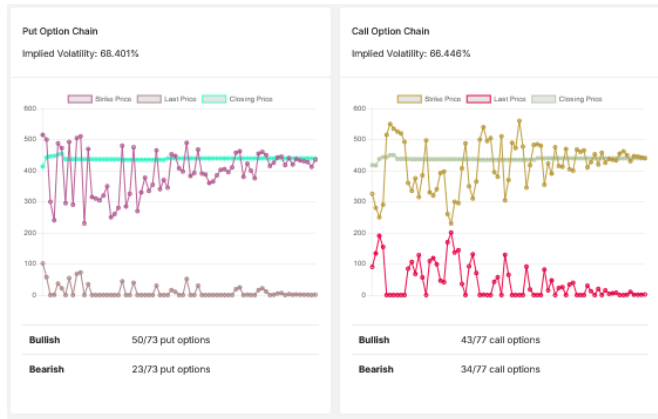 Put Option Chain
Implied Volatility: 68.401%
Strike Price Last Price Closing Price
600
500
400
300
200
100
0
Bullish 50/73 put options
Bearish 23/73 put options
Call Option Chain
Implied Volatility: 66.446%
Strike Price Last Price Closing Price
600
500
400
300
200
100
0
Bullish 43/77 call options
Bearish 34/77 call options